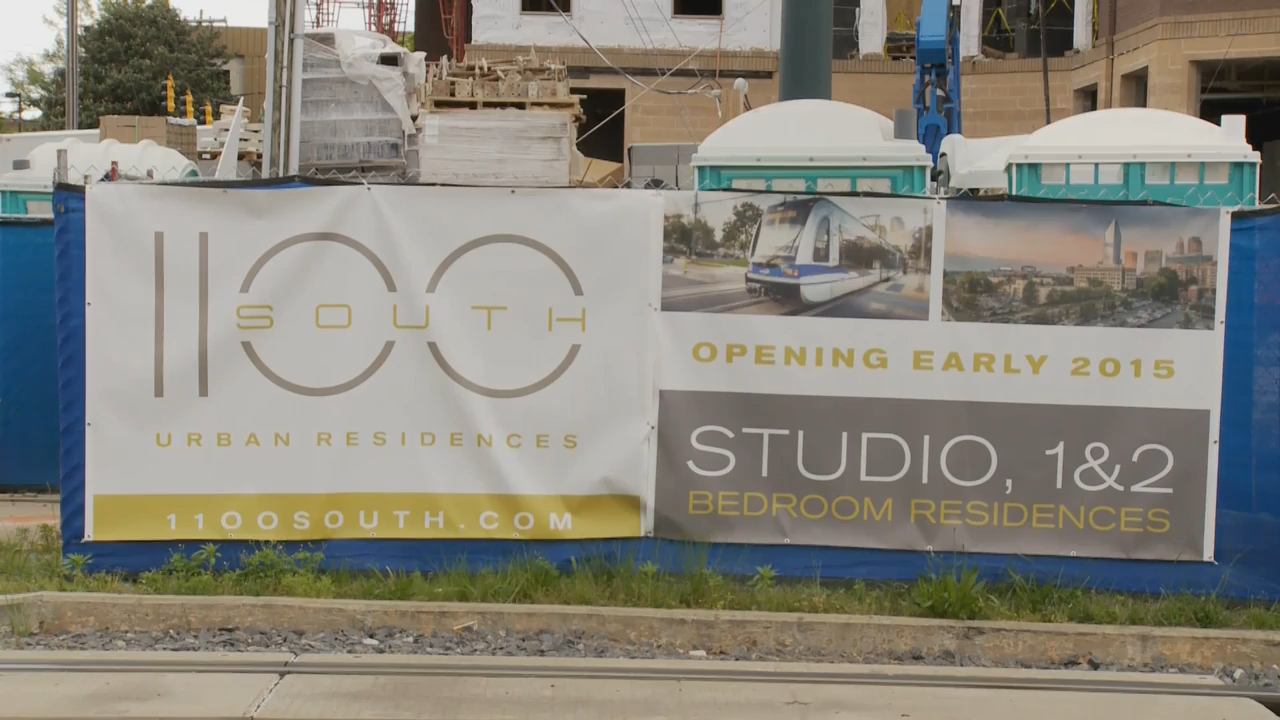 1100
SOUTH
URBAN RESIDENCES
1100SOUTH.COM
OPENING EARLY 2015
STUDIO, 1&2
BEDROOM RESIDENCES